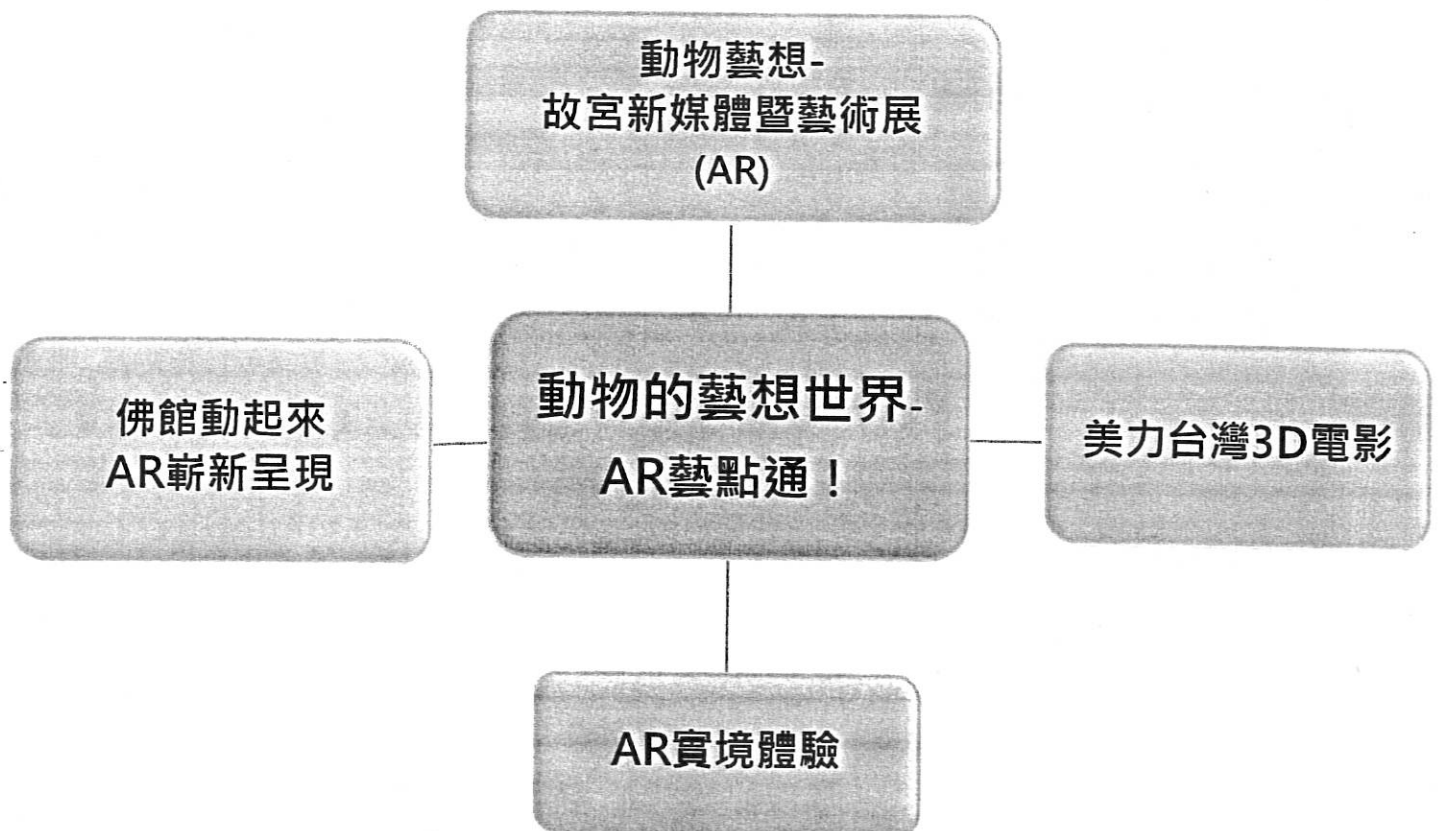 動物藝想-
故宮新媒體暨藝術展
(AR)
佛館動起來
AR嶄新呈現
動物的藝想世界-
AR藝點通！
美力台灣3D電影
AR實境體驗